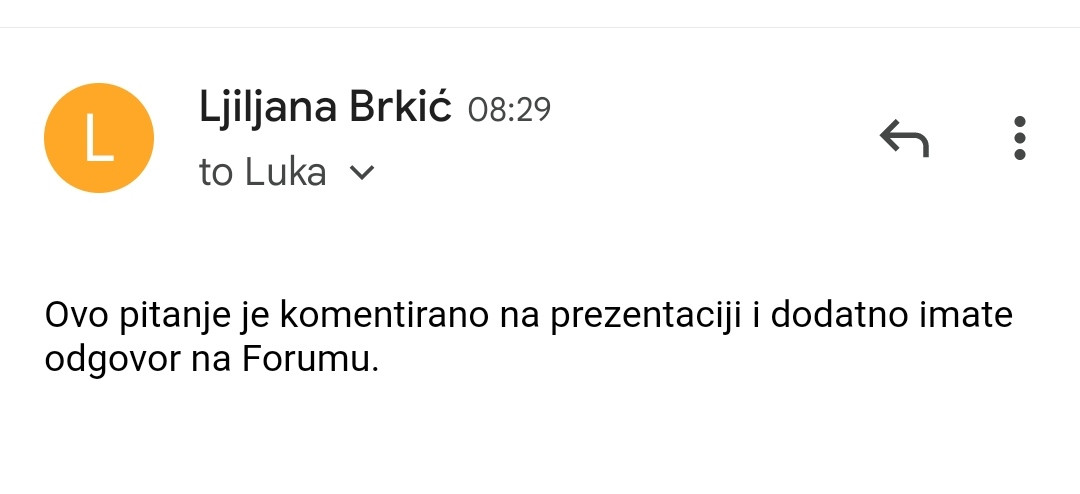 Ljiljana Brkić 08:29
to Luka
L
Ovo pitanje je komentirano na prezentaciji i dodatno imate
odgovor na Forumu.